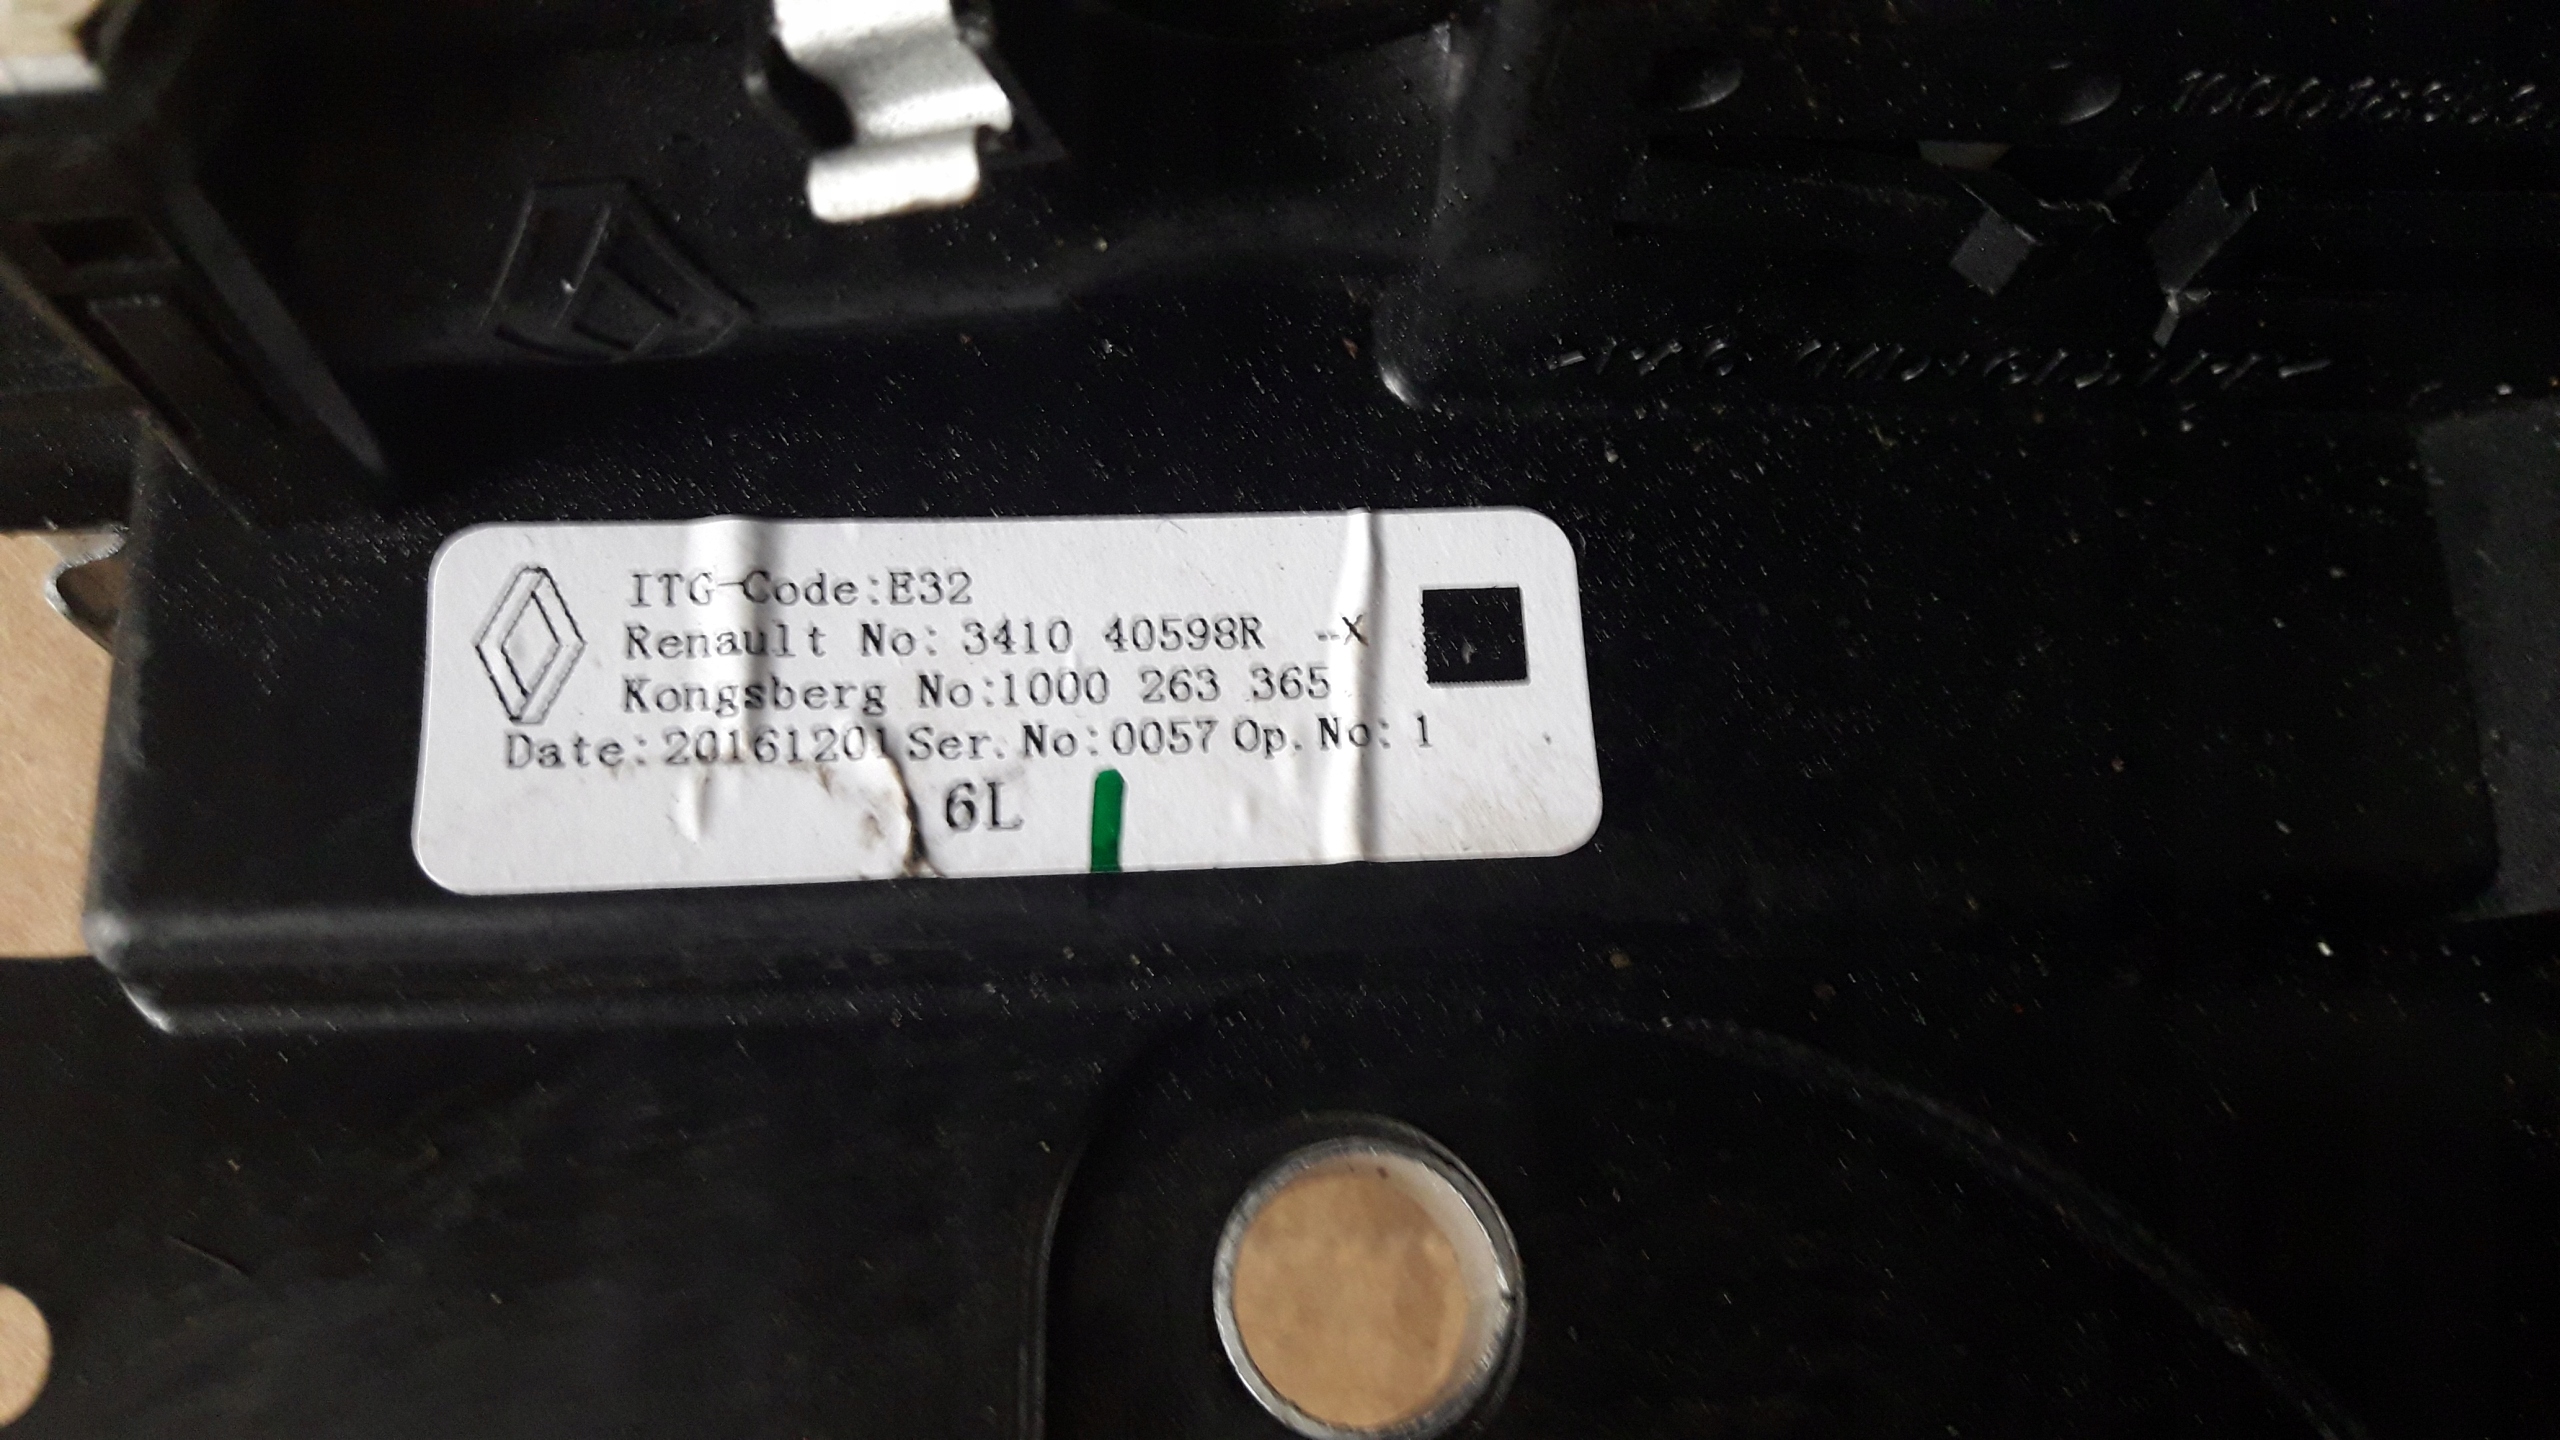 ITG-Code:E32
Renault No: 3410 40598R --X
Kongsberg No:1000 263 365
Date:20161201 Ser. No:0057 Op. No: 1
6L